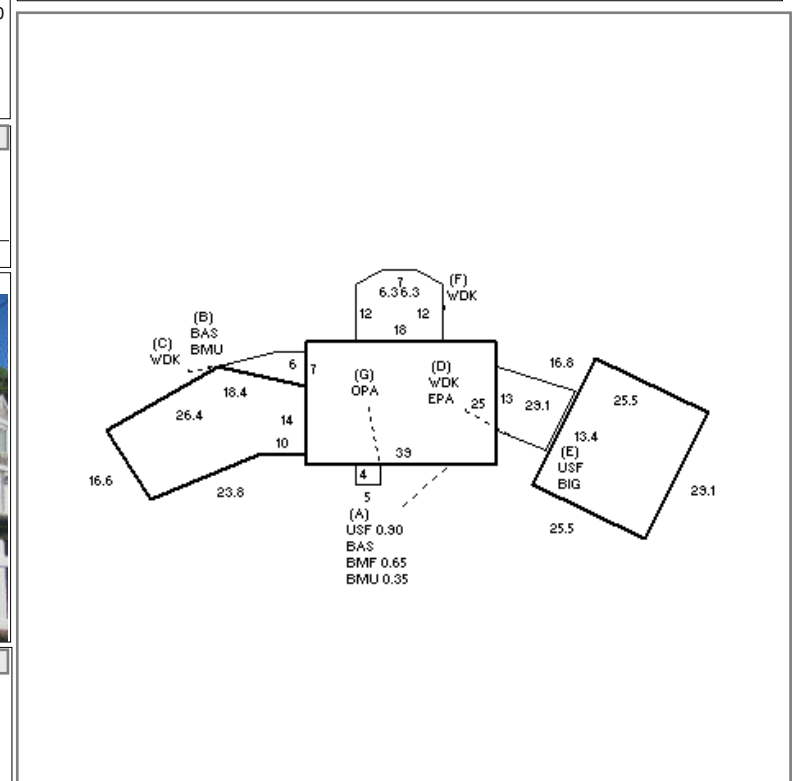 7
(F)
6.3 6.3
WDK
12
12
18
(B)
BAS
BMU
(C)
WDK
6
7
(G)
OPA
(D)
WDK
EPA
16.8
18.4
25
13
29.1
25.5
26.4
14
10
39
13.4
(E)
USF
BIG
16.6
23.8
4
5
29.1
25.5
(A)
USF 0.90
BAS
BMF 0.65
BMU 0.35